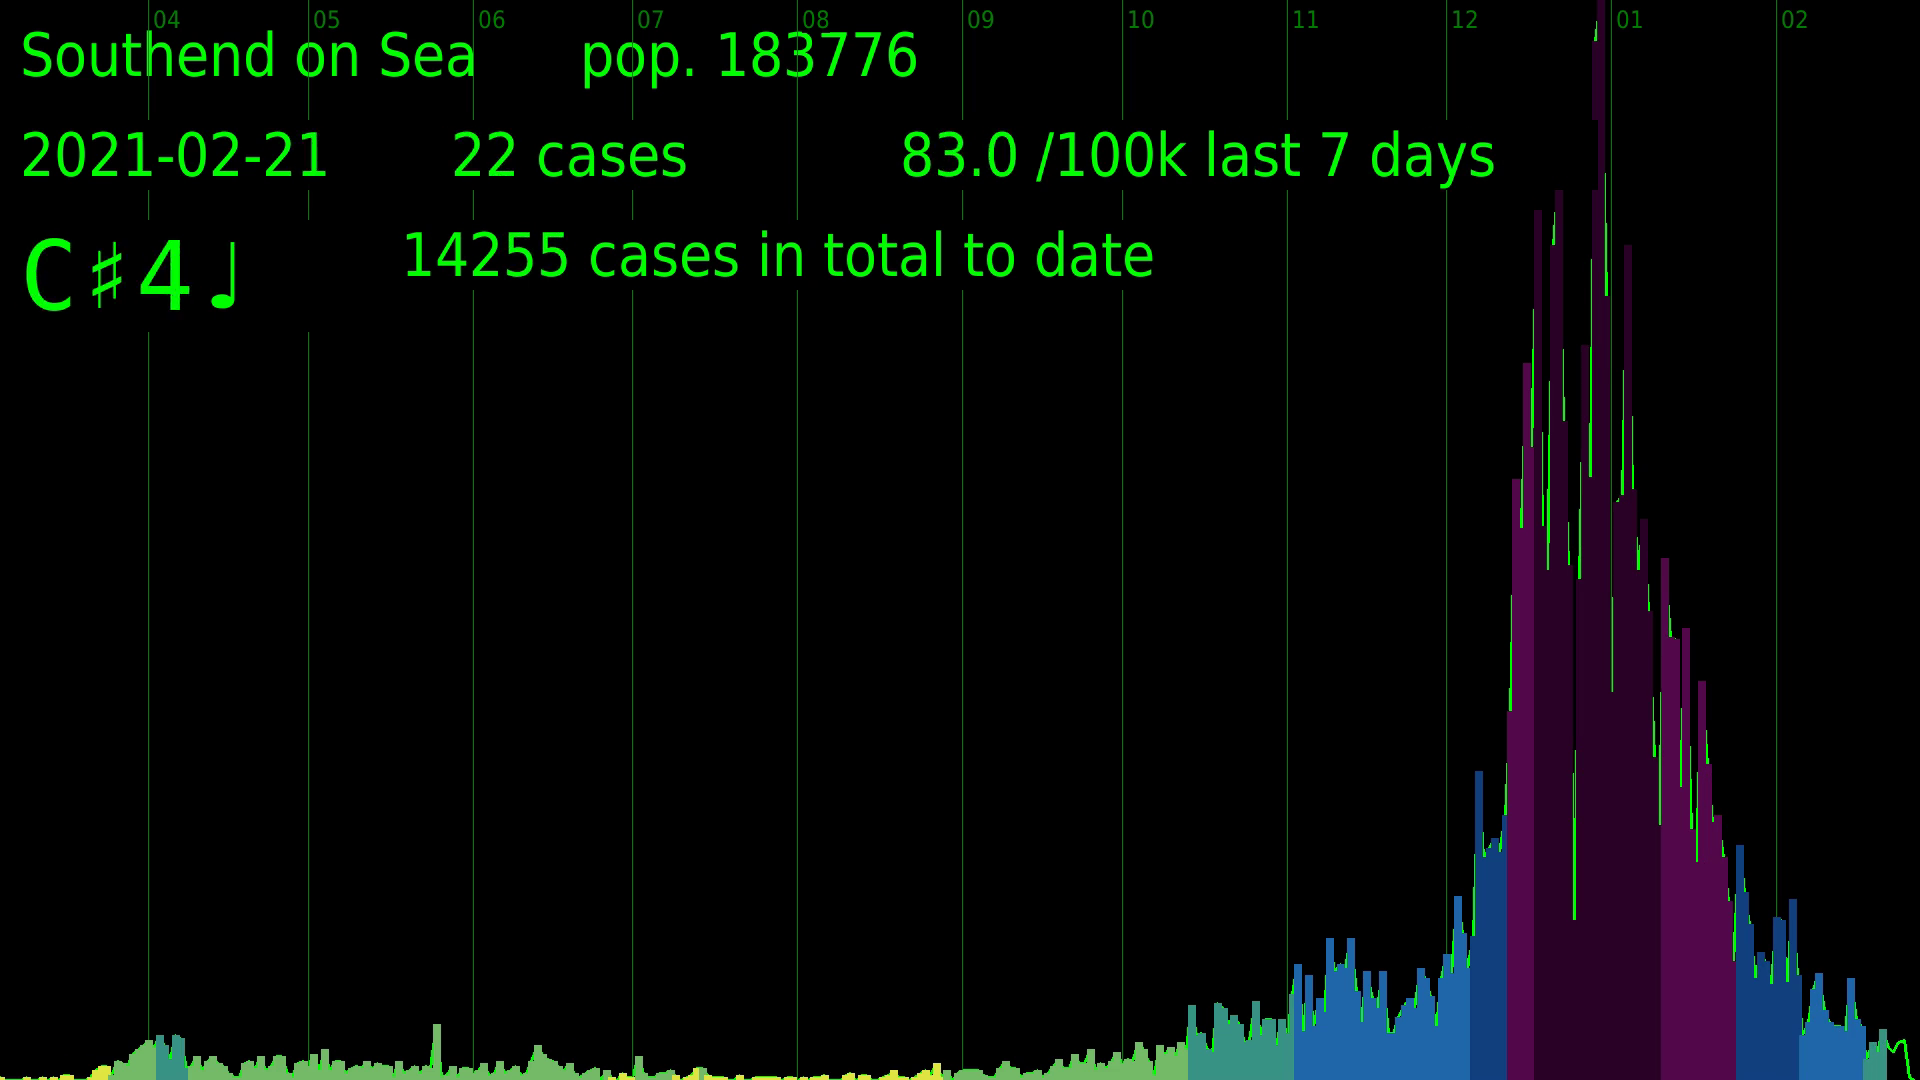 04 05 06 07 08 09 10 11 12 01 02
Southend on Sea pop. 183776
2021-02-21 22 cases 83.0 /100k last 7 days
C♯4♩ 14255 cases in total to date